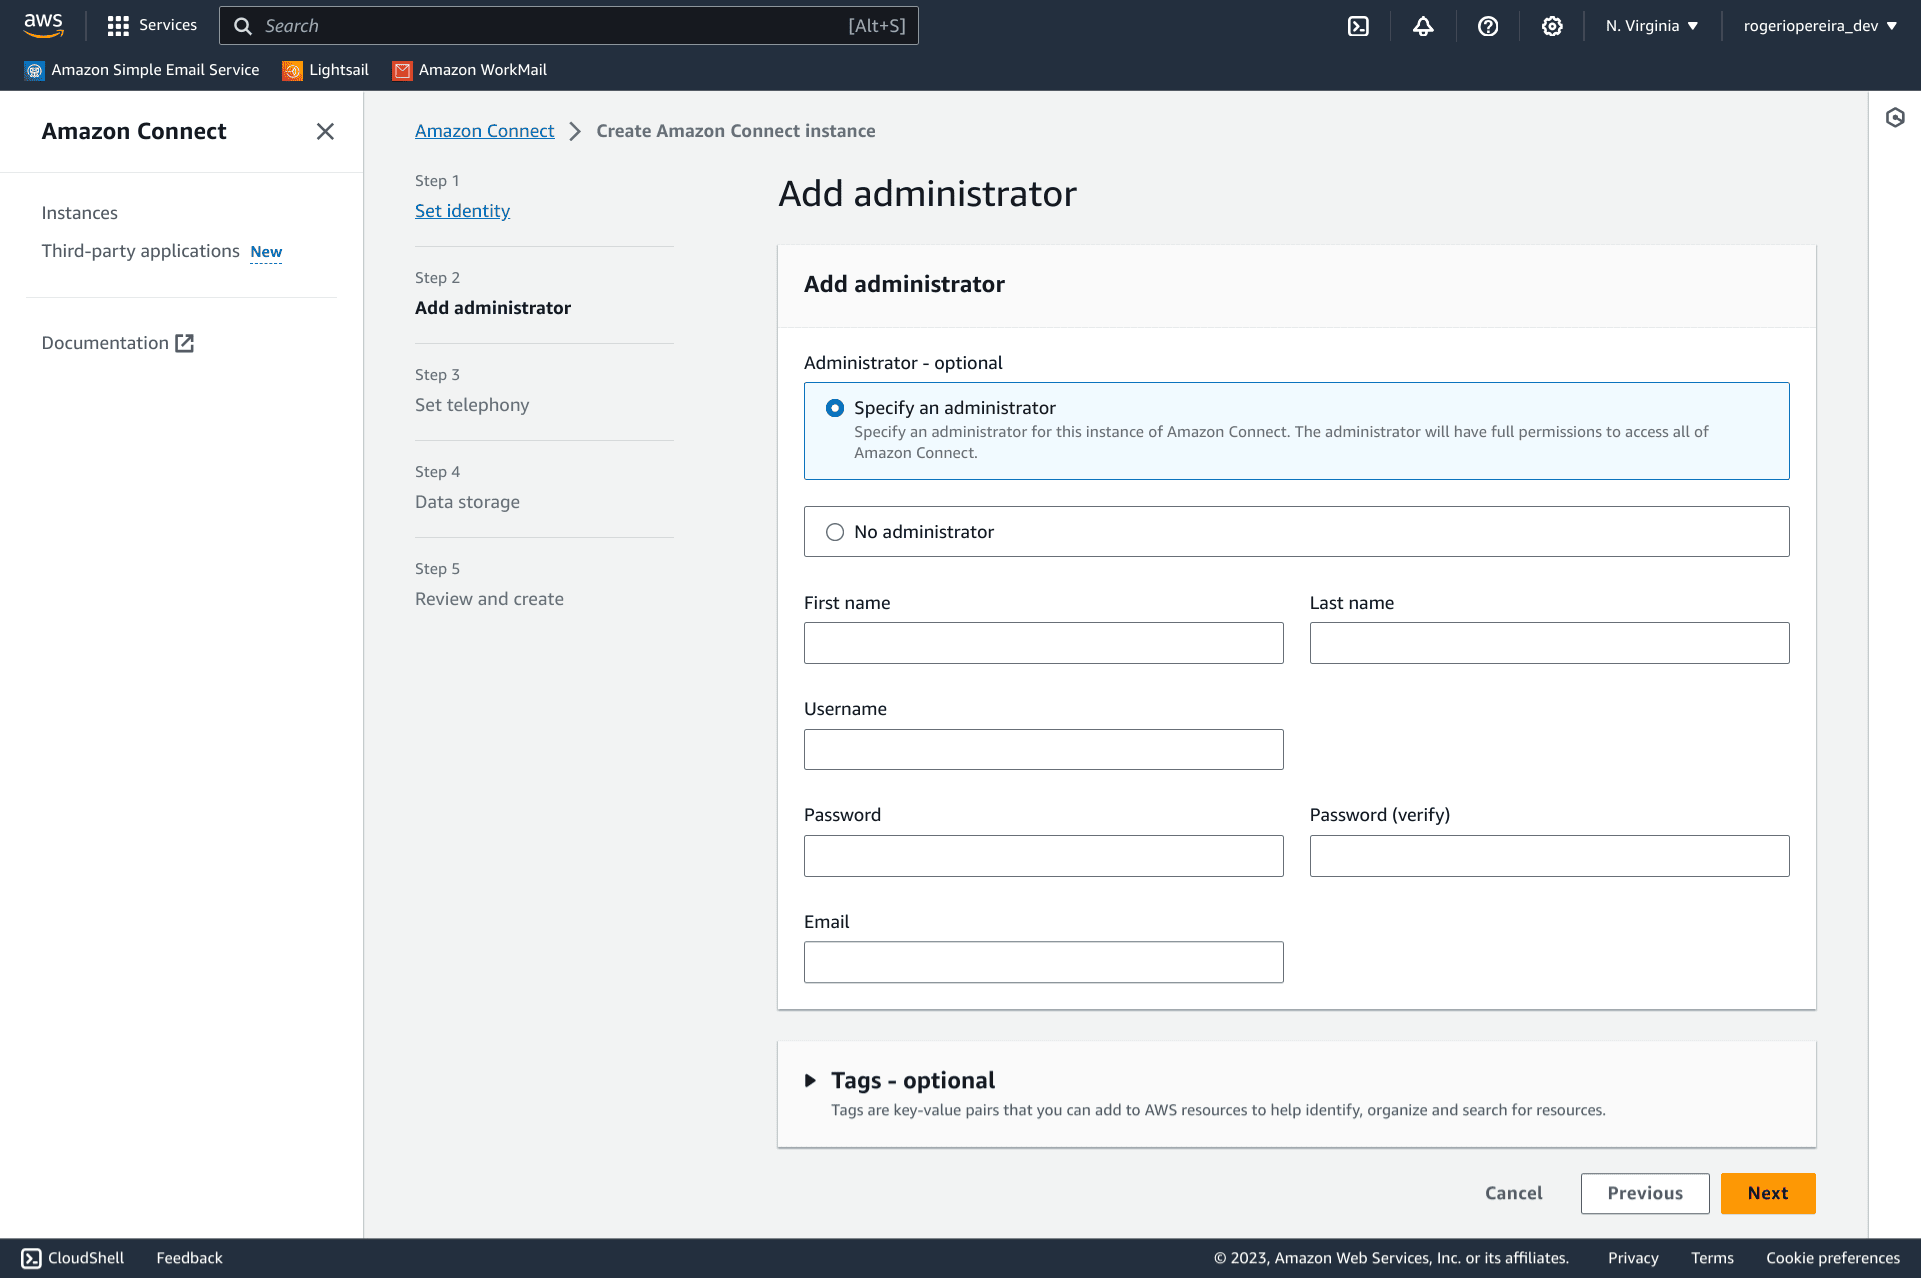 aws
Services
Search
[Alt+S]
N. Virginia
rogeriopereira_dev
Amazon Simple Email Service
Lightsail
Amazon WorkMail
Amazon Connect
Instances
Third-party applications New
Documentation
Amazon Connect
Create Amazon Connect instance
Step 1
Set identity
Step 2
Add administrator
Step 3
Set telephony
Step 4
Data storage
Step 5
Review and create
Add administrator
Add administrator
Administrator - optional
Specify an administrator
Specify an administrator for this instance of Amazon Connect. The administrator will have full permissions to access all of
Amazon Connect.
No administrator
First name
Last name
Username
Password
Password (verify)
Email
Tags - optional
Tags are key-value pairs that you can add to AWS resources to help identify, organize and search for resources.
Cancel
Previous
Next
CloudShell
Feedback
© 2023, Amazon Web Services, Inc. or its affiliates.
Privacy
Terms
Cookie preferences